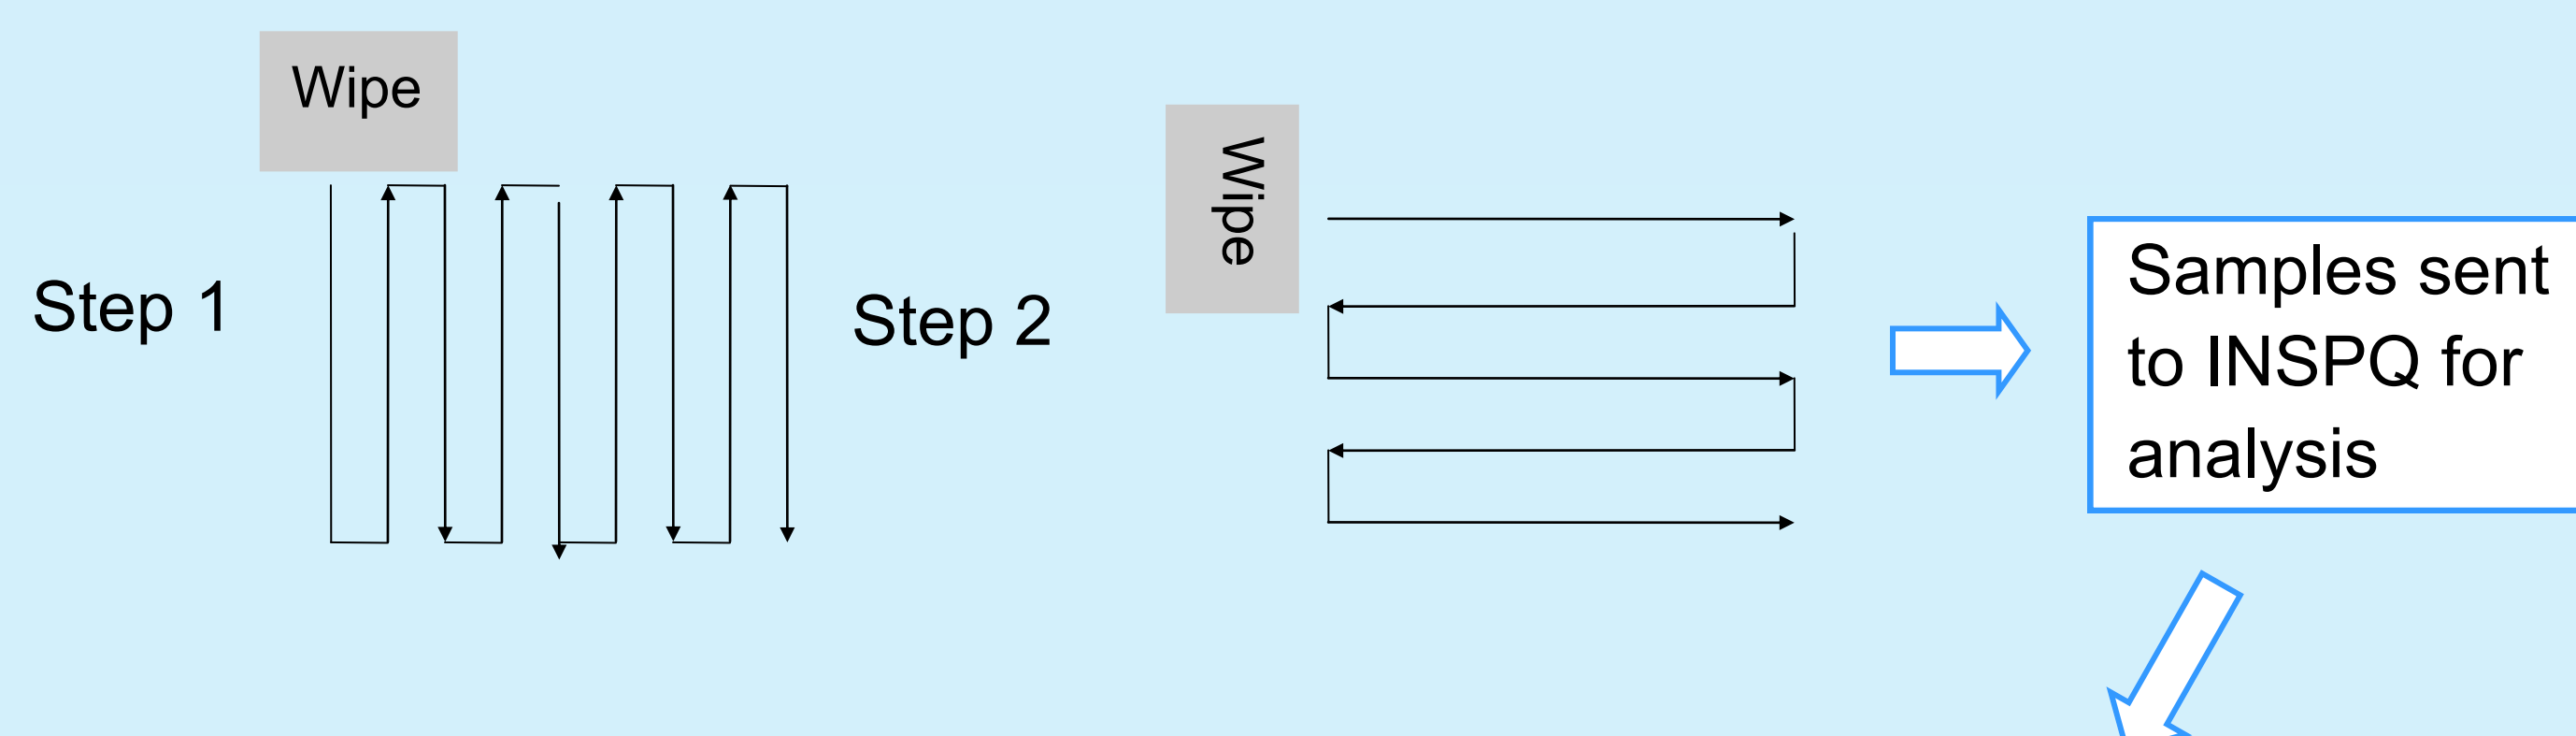 Wipe
Step 1
Wipe
Step 2
Samples sent
to INSPQ for
analysis